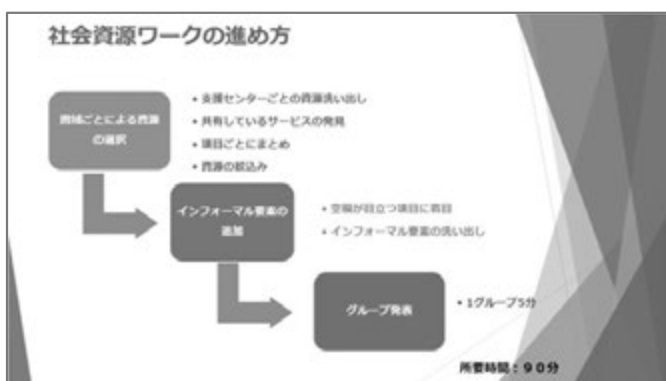 社会資源ワークの進め方
地域ごとによる資源
の選択
• 支援センターごとの資源洗い出し
• 共有しているサービスの発見
• 項目ごとにまとめ
• 資源の絞込み
インフォーマル要素の
追加
• 空欄が目立つ項目に着目
• インフォーマル要素の洗い出し
グループ発表
• 1グループ5分
所要時間：９０分